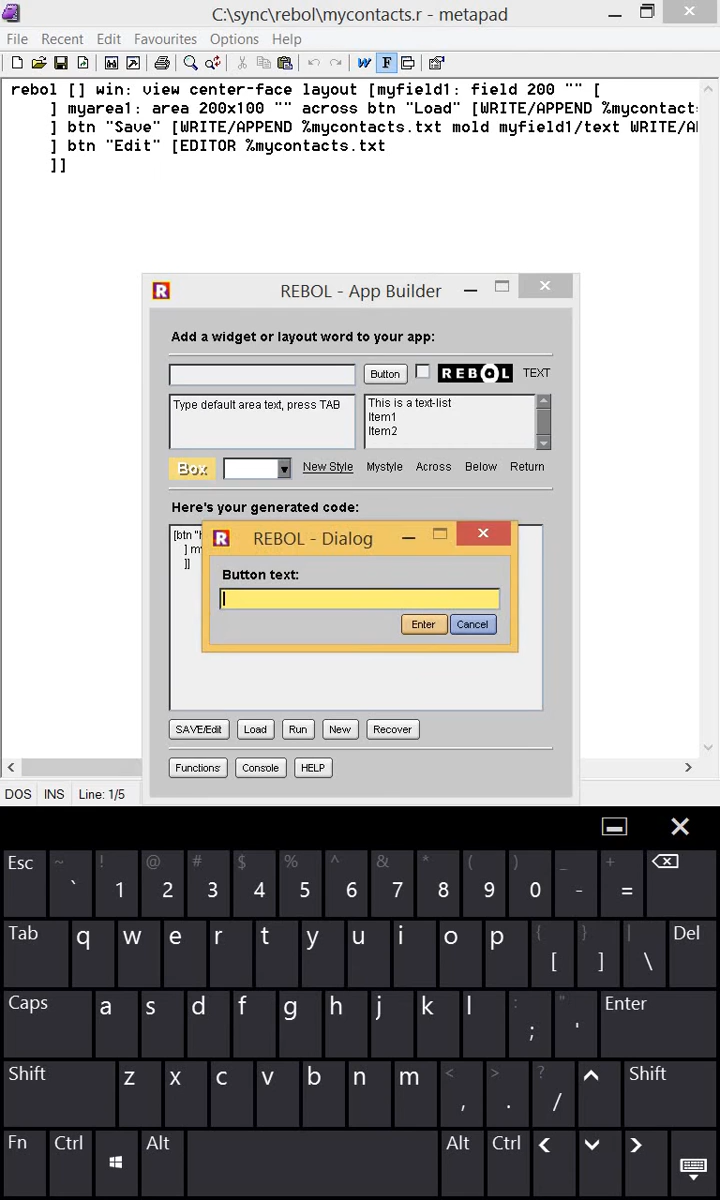 C:\sync\rebol\mycontacts.r - metapad
File Recent Edit Favourites Options Help
rebol [] win: view center-face layout [myfield1: field 200 "" [
] myarea1: area 200x100 "" across btn "Load" [WRITE/APPEND %mycontact
] btn "Save" [WRITE/APPEND %mycontacts.txt mold myfield1/text WRITE/A
] btn "Edit" [EDITOR %mycontacts.txt
]]
REBOL - App Builder
Add a widget or layout word to your app:
Button REBOL TEXT
Type default area text, press TAB
This is a text-list
Item1
Item2
Box New Style Mystyle Across Below Return
Here's your generated code:
[btn "
] m
]]
REBOL - Dialog
Button text:
Enter Cancel
SAVE/Edit Load Run New Recover
Functions Console HELP
DOS INS Line: 1/5
Esc ~ ` ! 1 @ 2 # 3 $ 4 % 5 ^ 6 & 7 * 8 ( 9 ) 0 _ - + =
Tab q w e r t y u i o p { [ } ] | \ Del
Caps a s d f g h j k l : ; " ' Enter
Shift z x c v b n m < , > . ? / Shift
Fn Ctrl Alt Alt Ctrl